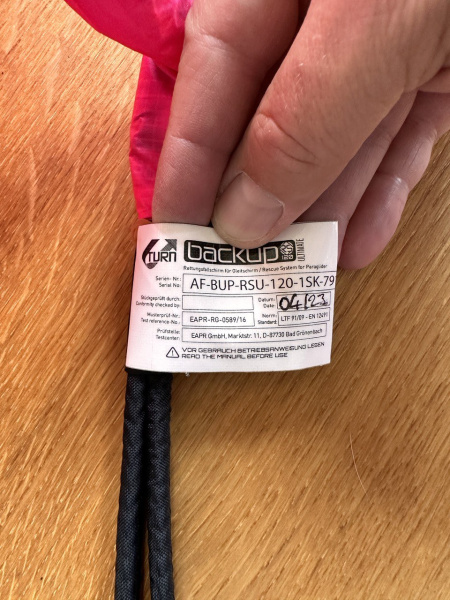 TURN backup ULTIMATE
Rettungsfallschirm für Gleitschirm / Rescue System for Paraglider
Serien-Nr.: AF-BUP-RSU-120-1SK-79
Serial No:
Stückgeprüft durch: Datum: 04/23
Conformity checked by: Date:
Musterprüf-Nr.: EAPR-RG-0589/16 Norm: LTF 91/09 - EN 12491
Test reference-No.: Standard:
Prüfstelle: EAPR GmbH, Marktstr. 11, D-87730 Bad Grönenbach
Testcenter:
VOR GEBRAUCH BETRIEBSANWEISUNG LESEN
READ THE MANUAL BEFORE USE